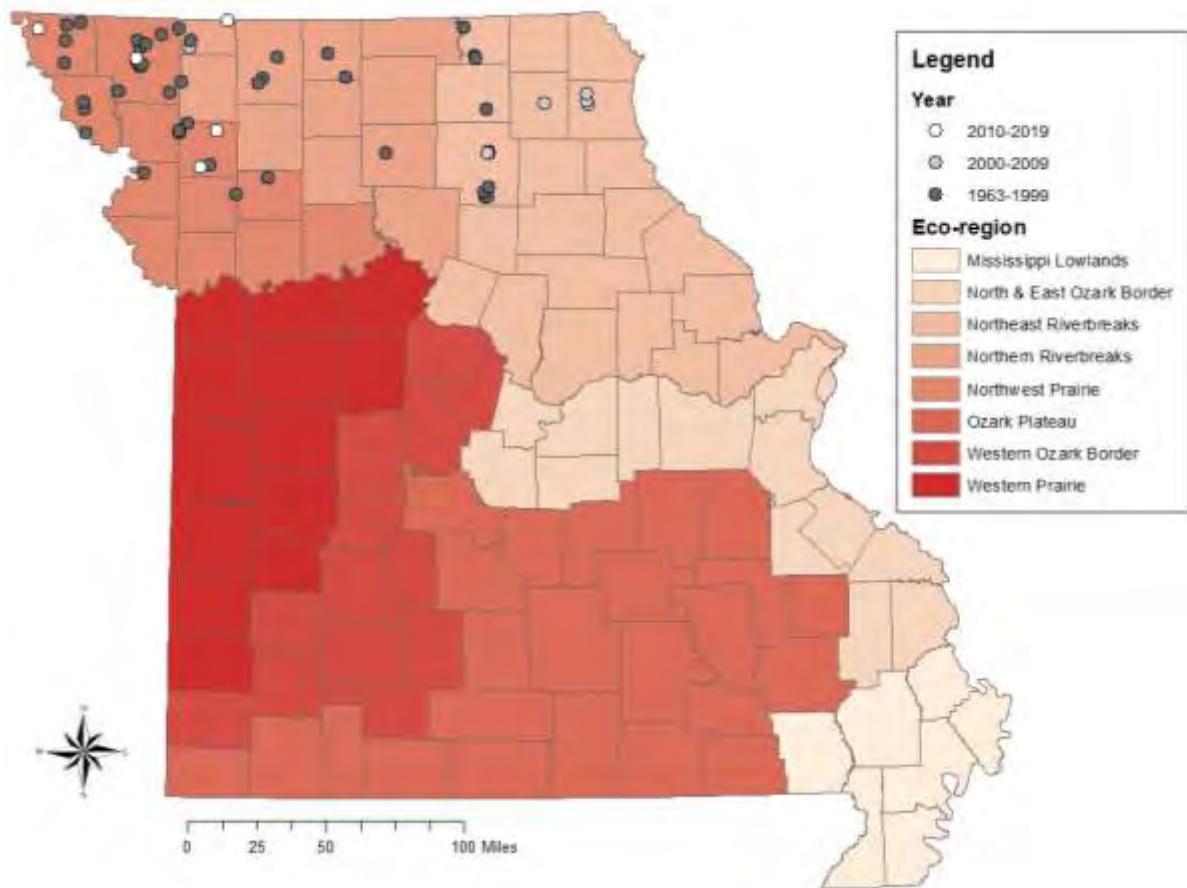 Legend
Year
2010-2019
2000-2009
1963-1999
Eco-region
Mississippi Lowlands
North & East Ozark Border
Northeast Riverbreaks
Northern Riverbreaks
Northwest Prairie
Ozark Plateau
Western Ozark Border
Western Prairie
0 25 50 100 Miles